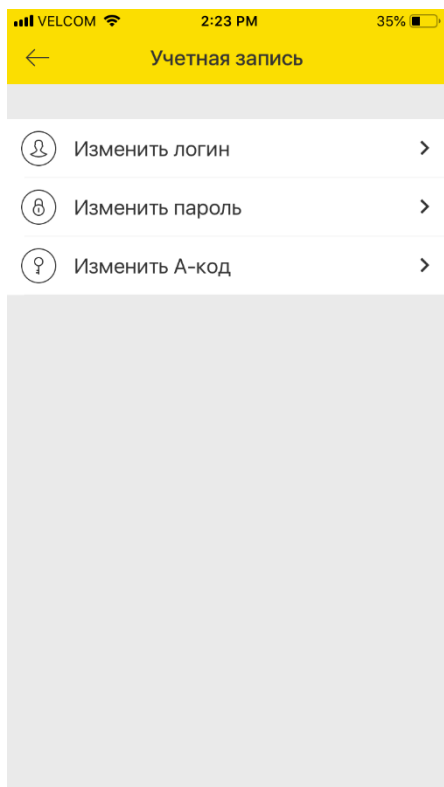 VELCOM 2:23 PM 35%
Учетная запись
Изменить логин
Изменить пароль
Изменить А-код